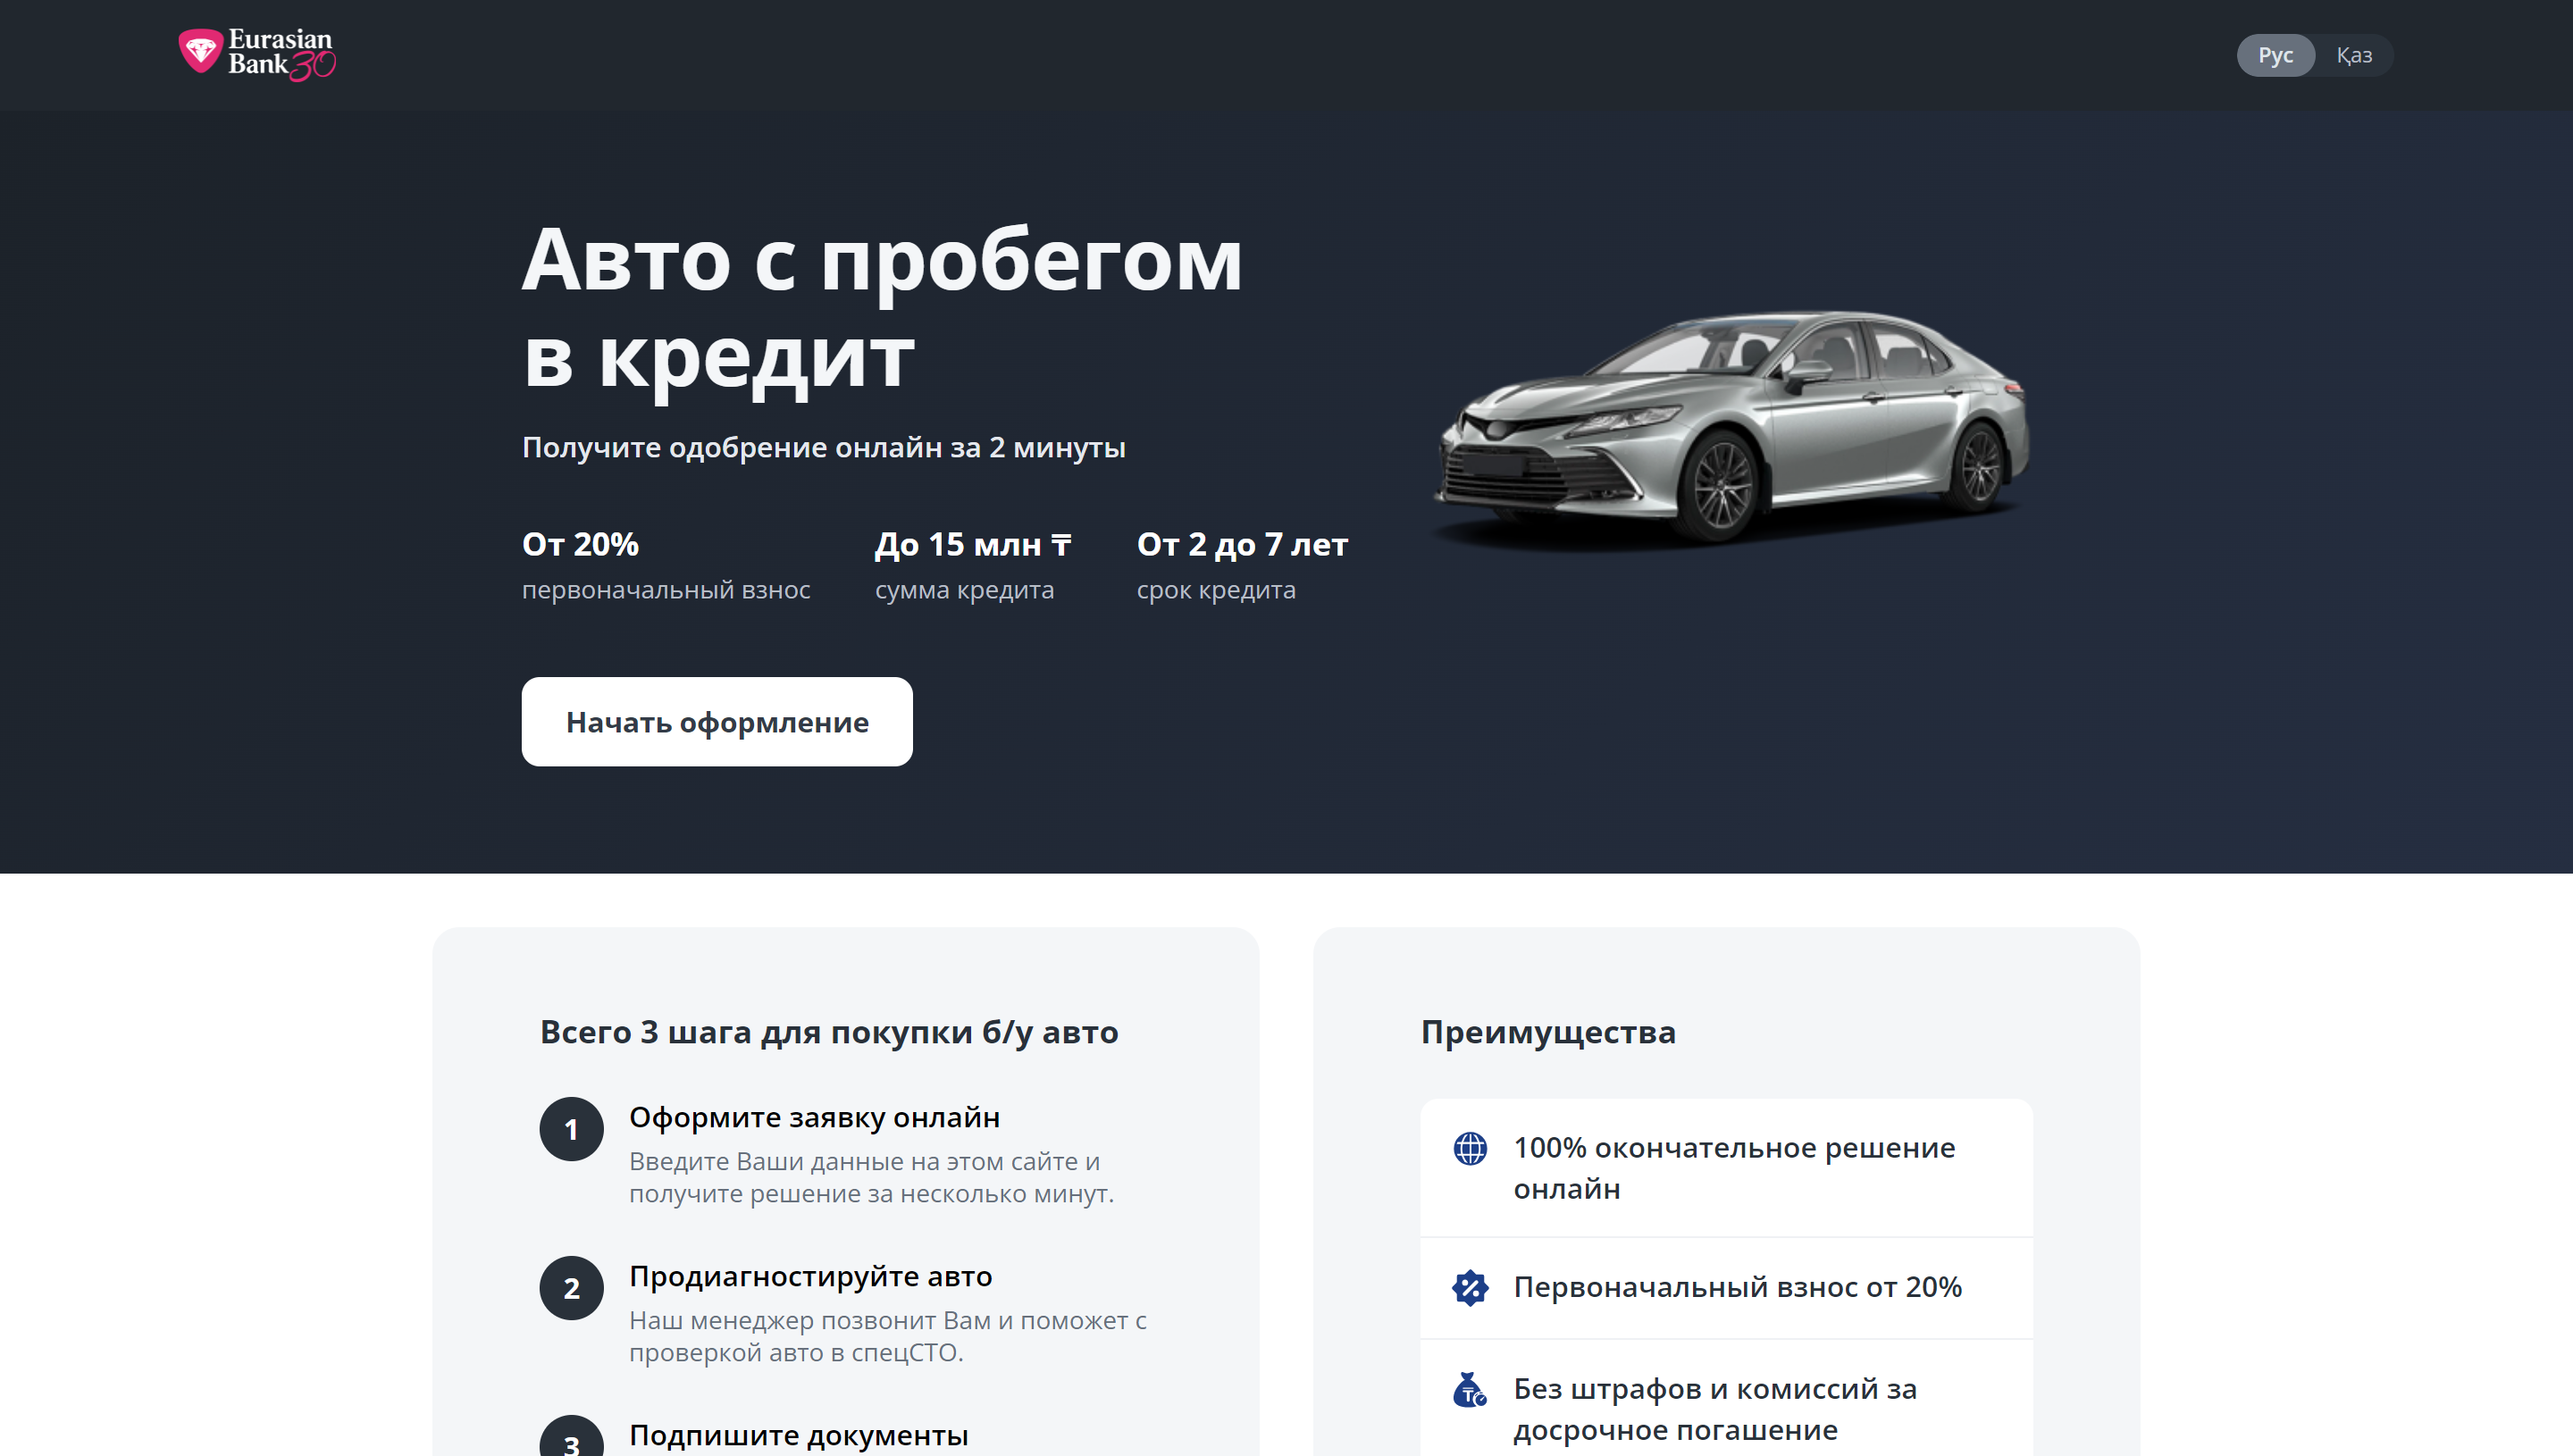 Eurasian
Bank 30
Рус
Қаз
Авто с пробегом
в кредит
Получите одобрение онлайн за 2 минуты
От 20%
первоначальный взнос
До 15 млн ₸
сумма кредита
От 2 до 7 лет
срок кредита
Начать оформление
Всего 3 шага для покупки б/у авто
1
Оформите заявку онлайн
Введите Ваши данные на этом сайте и
получите решение за несколько минут.
2
Продиагностируйте авто
Наш менеджер позвонит Вам и поможет с
проверкой авто в спецСТО.
3
Подпишите документы
Преимущества
100% окончательное решение
онлайн
Первоначальный взнос от 20%
Без штрафов и комиссий за
досрочное погашение